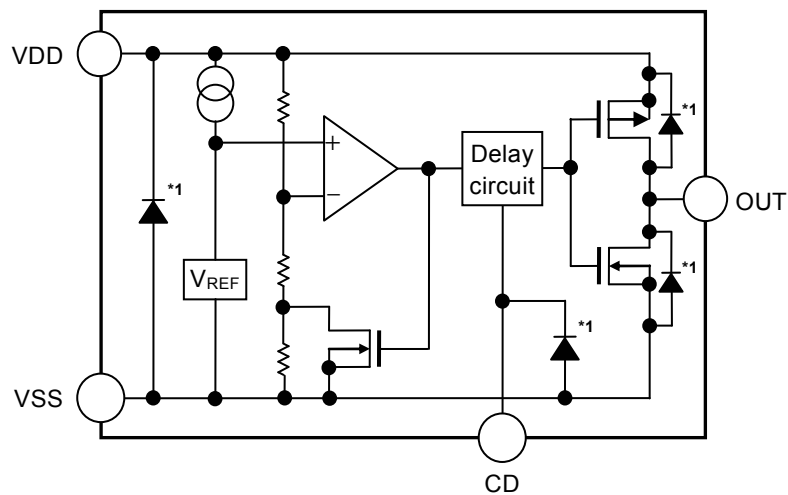 VDD
*1
*1
+
−
Delay
circuit
OUT
VREF
*1
*1
VSS
CD